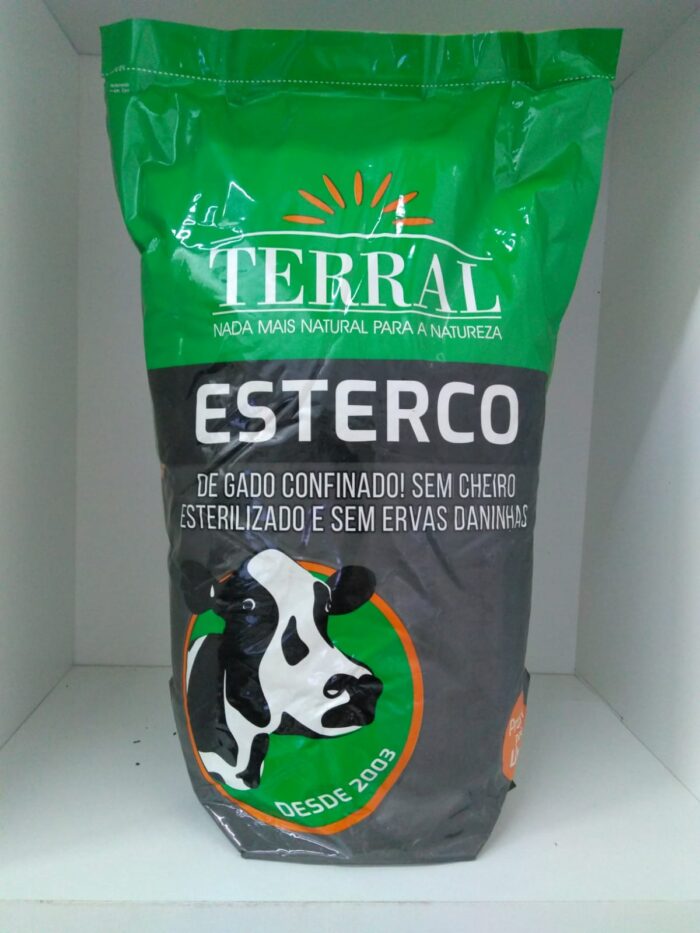 TERRAL
NADA MAIS NATURAL PARA A NATUREZA
ESTERCO
DE GADO CONFINADO! SEM CHEIRO
ESTERILIZADO E SEM ERVAS DANINHAS
DESDE 2003